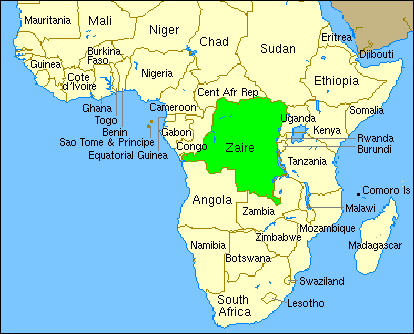 Mauritania
Mali
Niger
Chad
Sudan
Eritrea
Djibouti
Guinea
Burkina
Faso
Nigeria
Cote
d'Ivoire
Ethiopia
Cent Afr Rep
Ghana
Togo
Benin
Sao Tome & Principe
Equatorial Guinea
Cameroon
Gabon
Congo
Zaire
Uganda
Kenya
Somalia
Rwanda
Burundi
Tanzania
Comoro Is
Angola
Zambia
Malawi
Mozambique
Zimbabwe
Madagascar
Namibia
Botswana
Swaziland
South
Africa
Lesotho